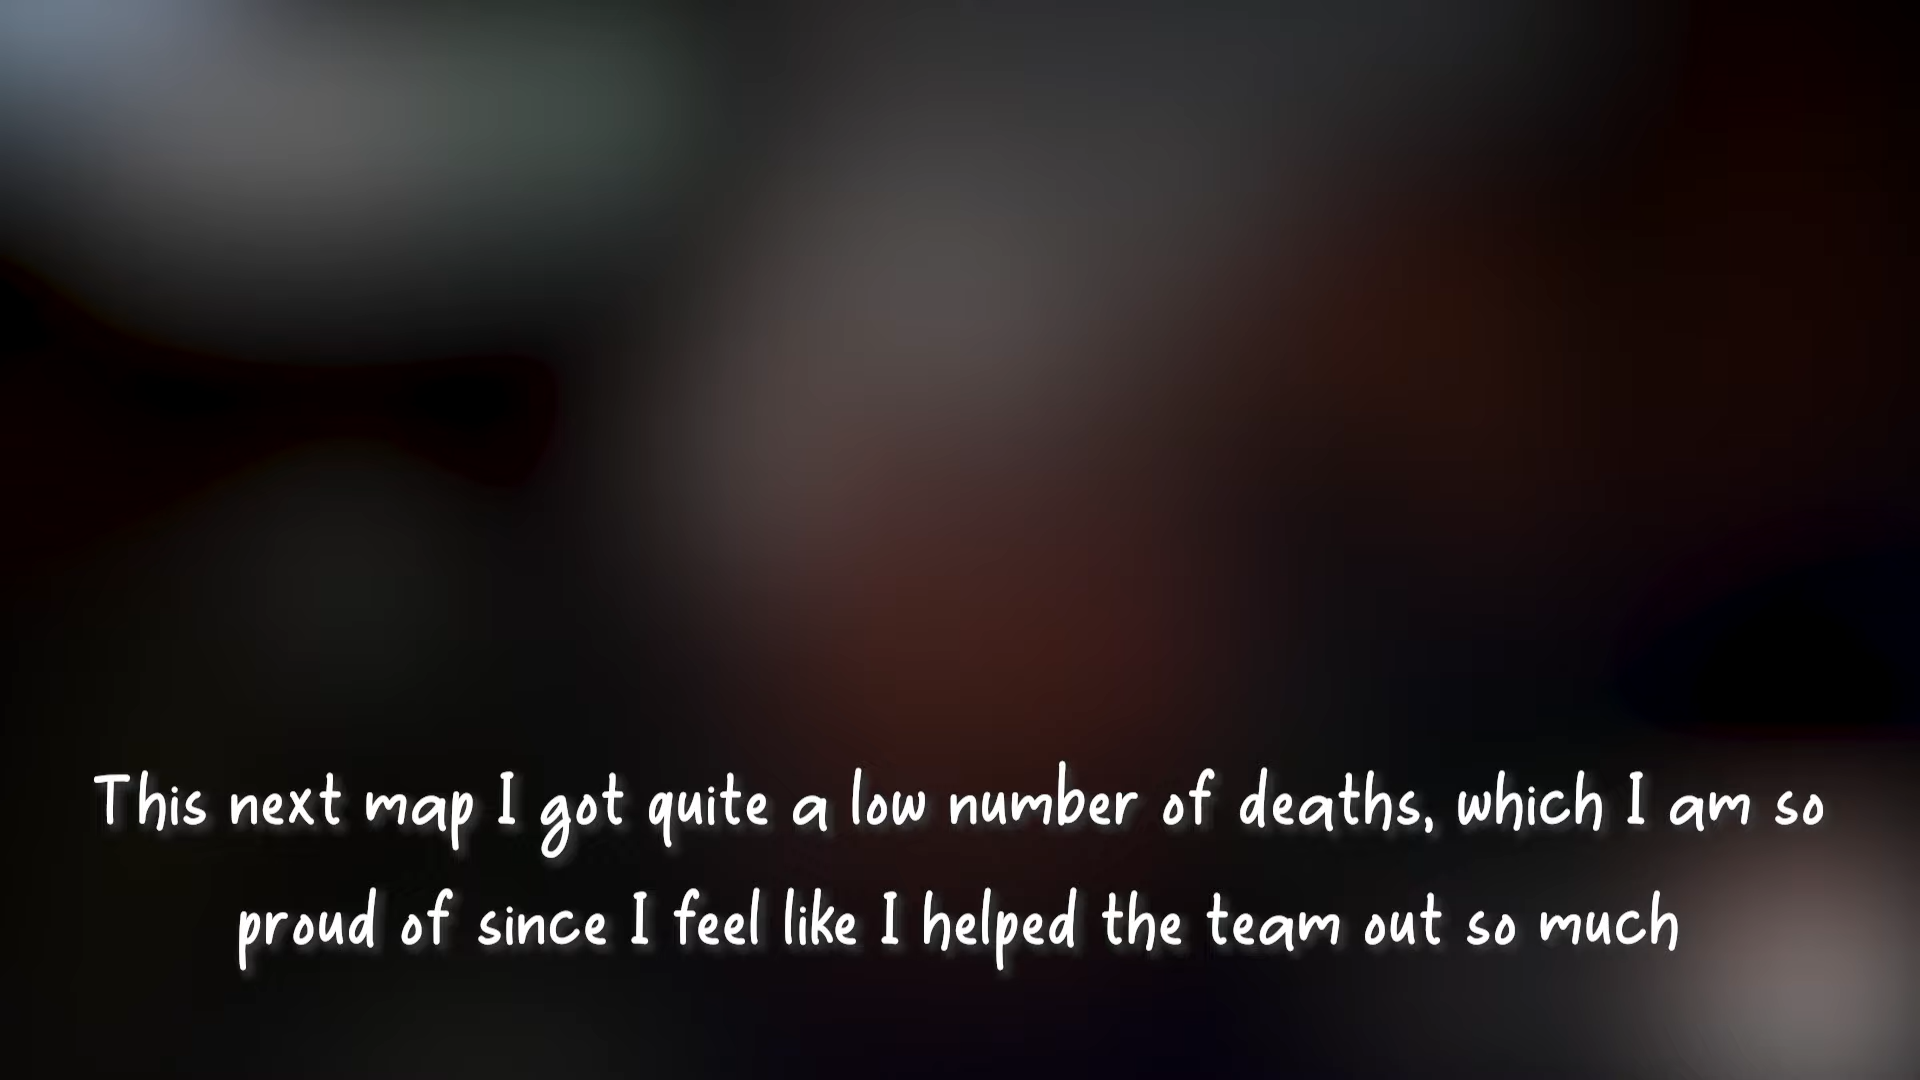 This next map I got quite a low number of deaths, which I am so
proud of since I feel like I helped the team out so much